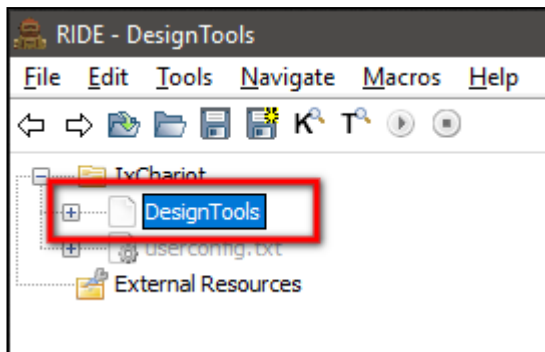 RIDE - DesignTools
File Edit Tools Navigate Macros Help
K T
IxChariot
DesignTools
userconfig.txt
External Resources